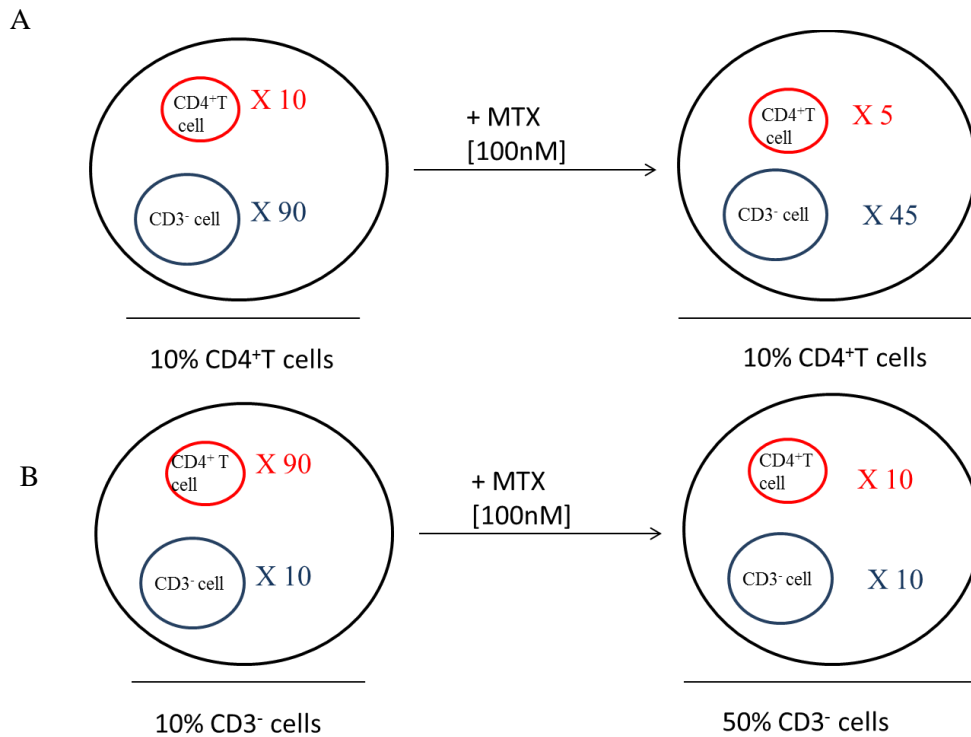 A
CD4⁺T
cell
X 10
CD3⁻ cell
X 90
10% CD4⁺T cells
+ MTX
[100nM]
CD4⁺T
cell
X 5
CD3⁻ cell
X 45
10% CD4⁺T cells
B
CD4⁺ T
cell
X 90
CD3⁻ cell
X 10
10% CD3⁻ cells
+ MTX
[100nM]
CD4⁺T
cell
X 10
CD3⁻ cell
X 10
50% CD3⁻ cells